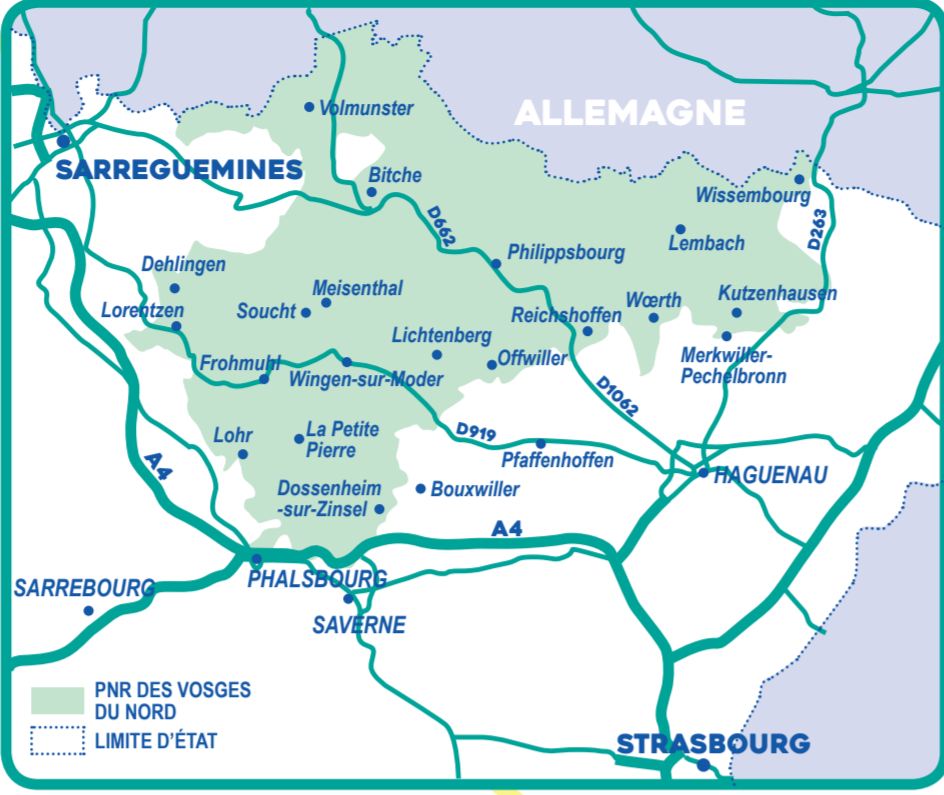 Volmunster
ALLEMAGNE
SARREGUEMINES
Bitche
Wissembourg
D662
D263
Lembach
Philippsbourg
Dehlingen
Meisenthal
Lorentzen
Soucht
Reichshoffen
Wœrth
Kutzenhausen
Lichtenberg
Frohmuhl
Wingen-sur-Moder
Offwiller
Merkwiller-
Pechelbronn
D1062
Lohr
La Petite
Pierre
D919
Pfaffenhoffen
A4
HAGUENAU
Dossenheim
-sur-Zinsel
Bouxwiller
A4
PHALSBOURG
SARREBOURG
SAVERNE
PNR DES VOSGES
DU NORD
LIMITE D'ÉTAT
STRASBOURG